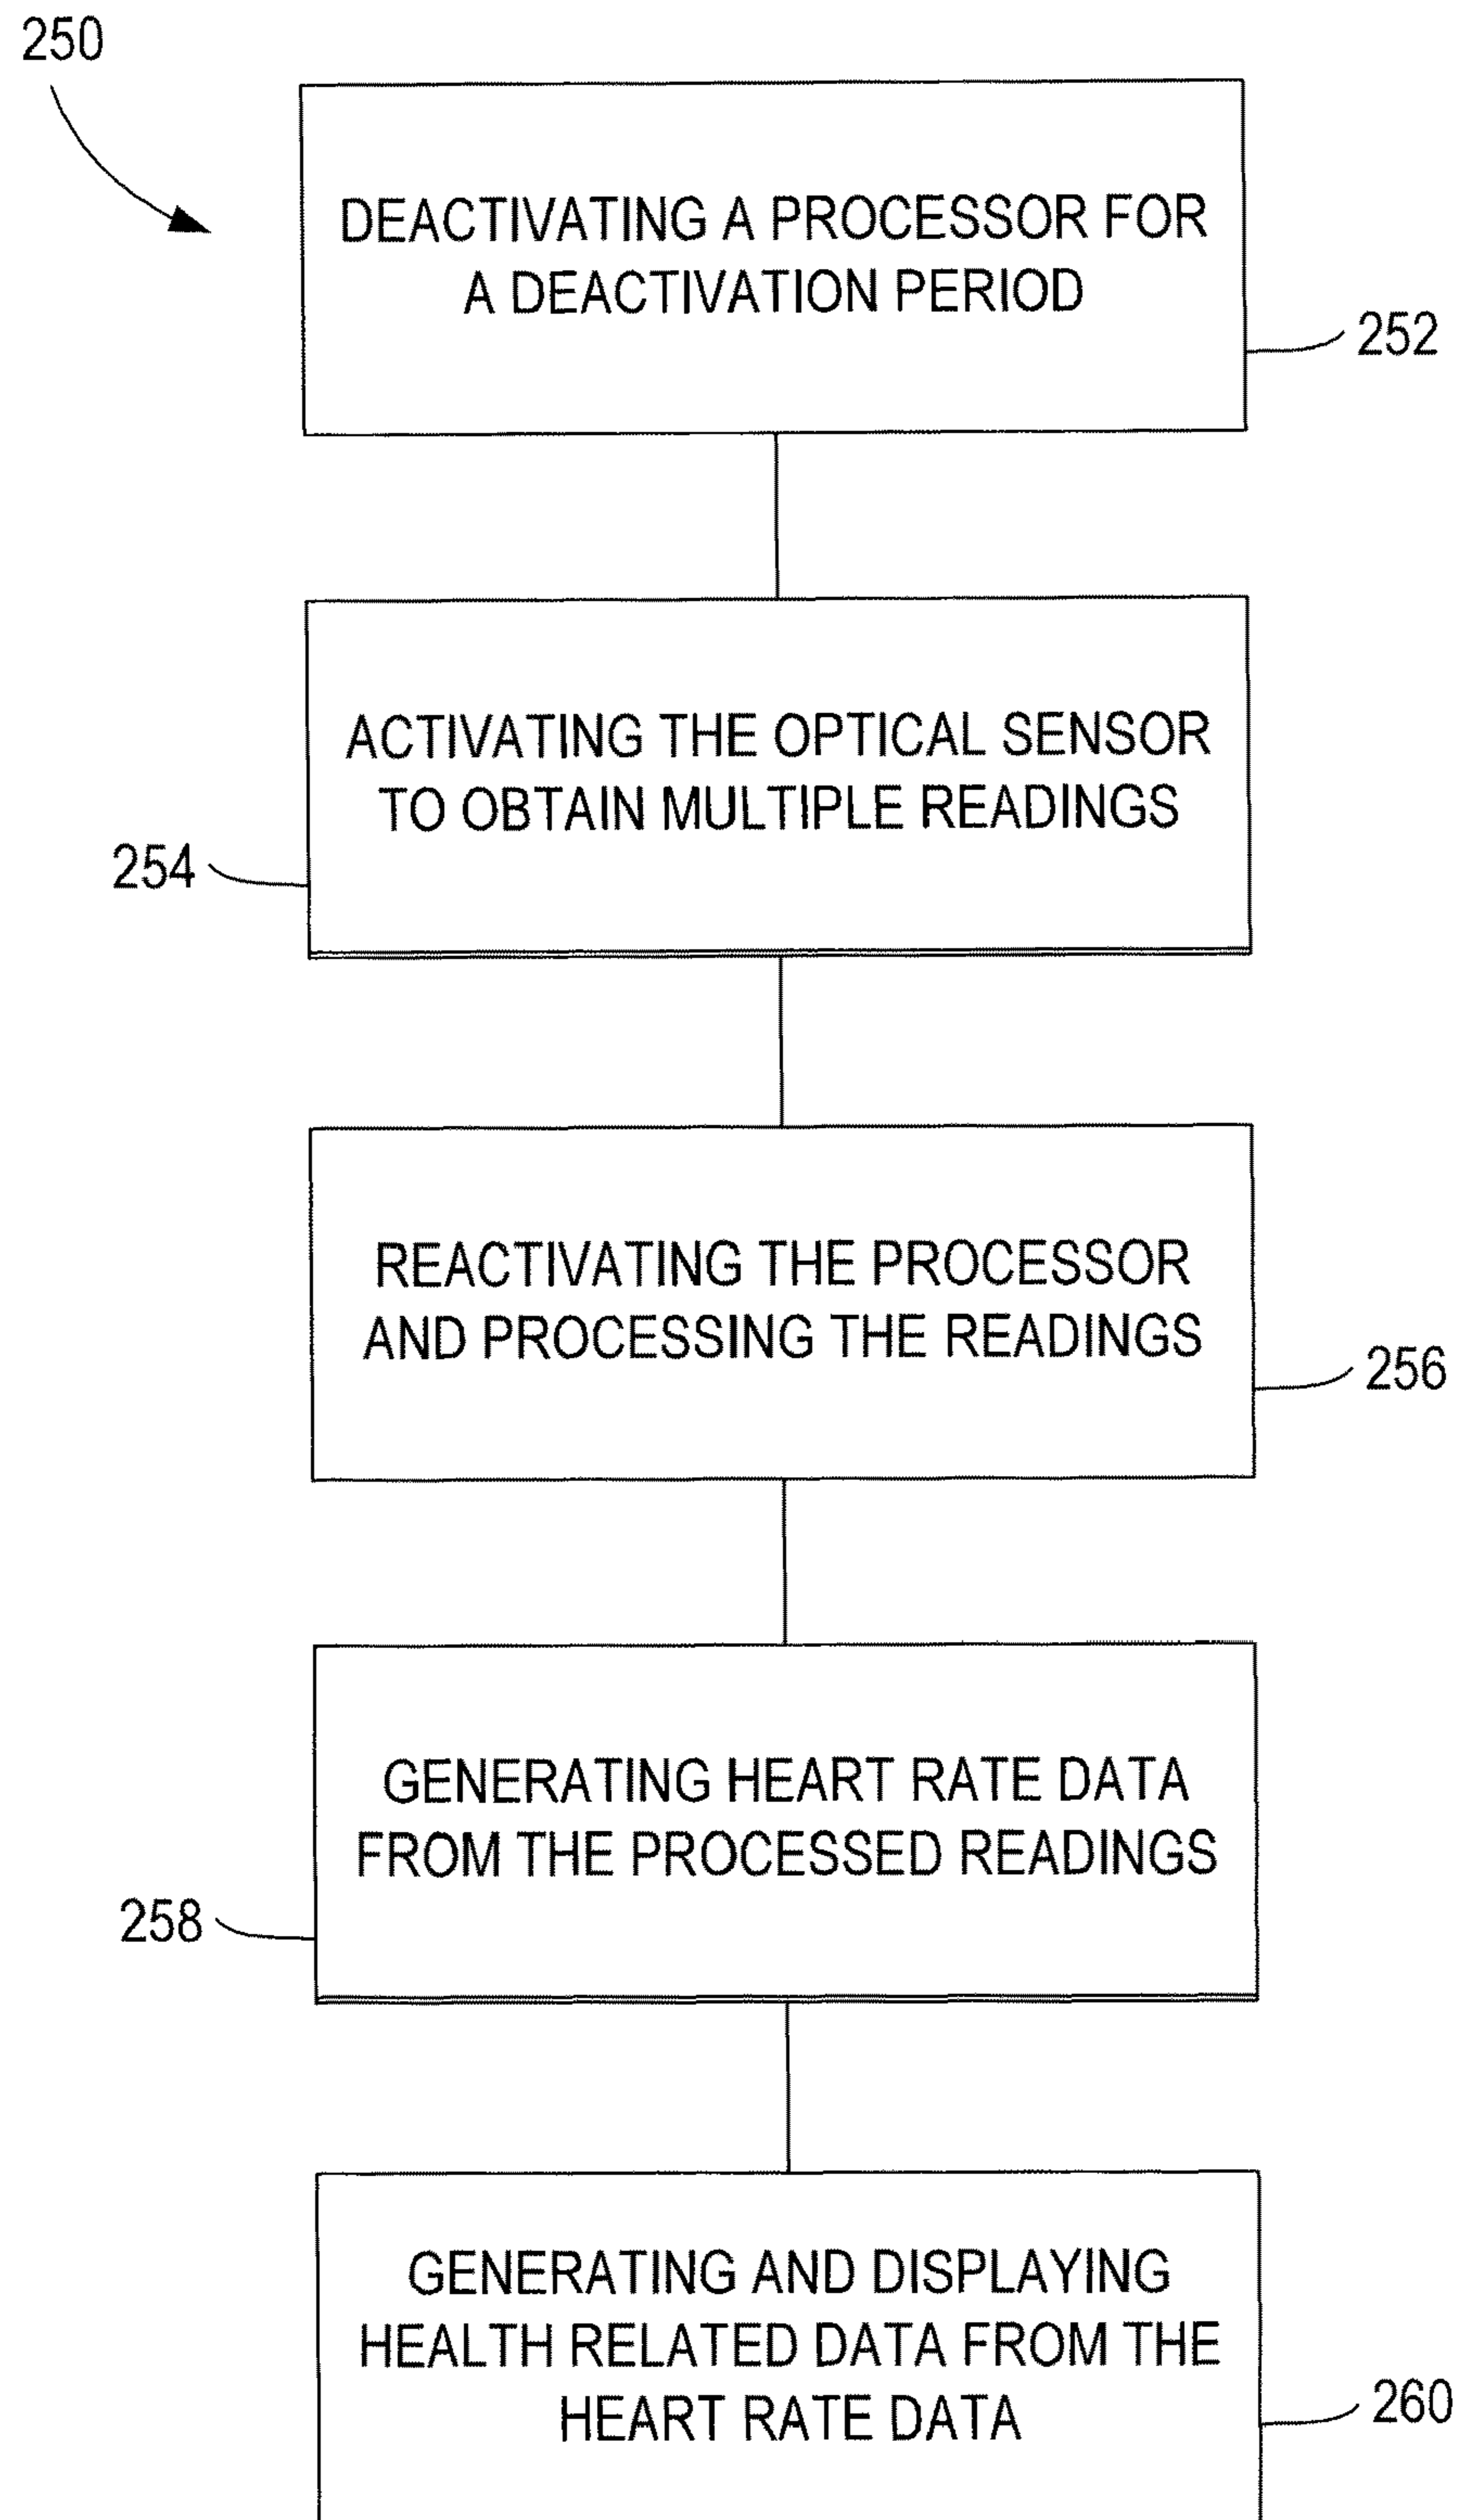 250
DEACTIVATING A PROCESSOR FOR
A DEACTIVATION PERIOD
252
ACTIVATING THE OPTICAL SENSOR
TO OBTAIN MULTIPLE READINGS
254
REACTIVATING THE PROCESSOR
AND PROCESSING THE READINGS
256
GENERATING HEART RATE DATA
FROM THE PROCESSED READINGS
258
GENERATING AND DISPLAYING
HEALTH RELATED DATA FROM THE
HEART RATE DATA
260